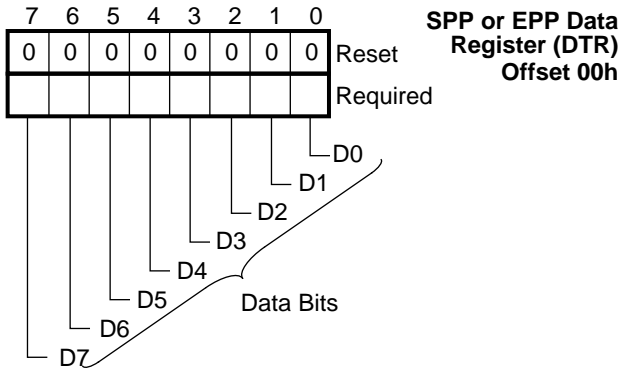 7 6 5 4 3 2 1 0
SPP or EPP Data
Register (DTR)
Offset 00h
0 0 0 0 0 0 0 0 Reset
Required
D0
D1
D2
D3
D4
D5
D6
D7
Data Bits